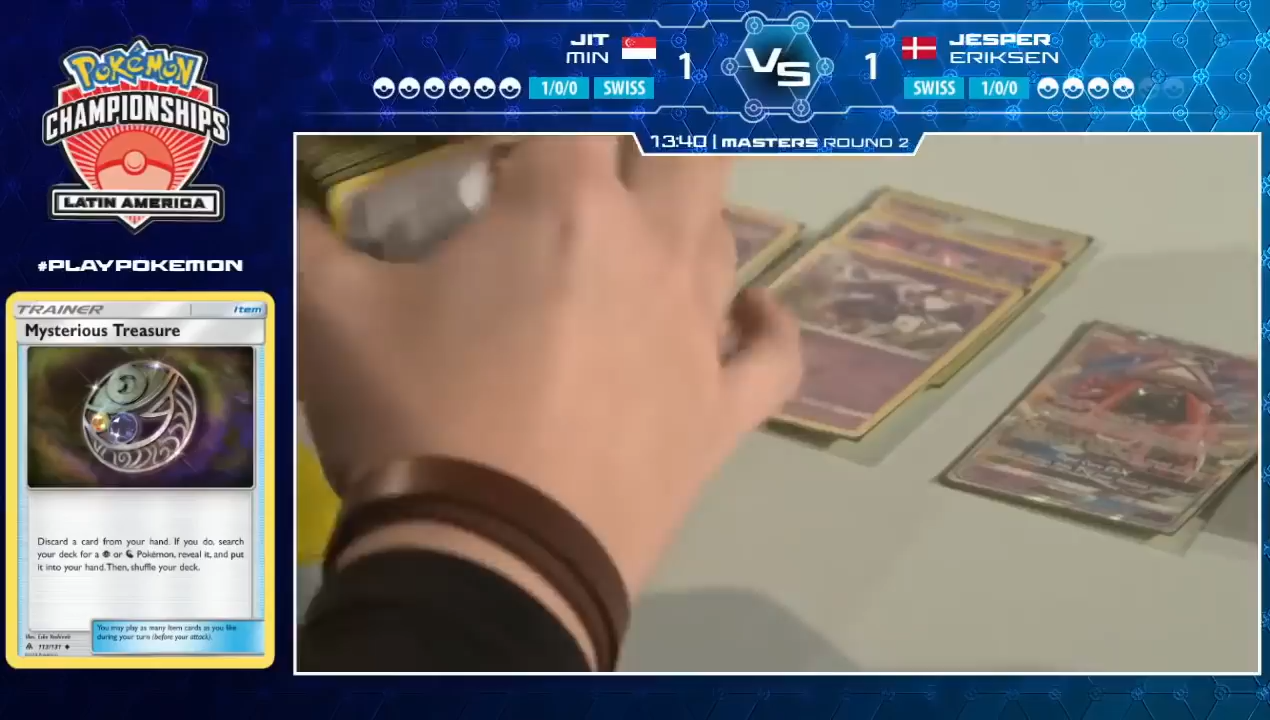 POKÉMON
CHAMPIONSHIPS
LATIN AMERICA
#PLAYPOKEMON
JIT
MIN
1
1/0/0
SWISS
VS
1
JESPER
ERIKSEN
SWISS
1/0/0
13:40 | MASTERS ROUND 2
TRAINER
Item
Mysterious Treasure
Discard a card from your hand. If you do, search
your deck for a or Pokémon, reveal it, and put
it into your hand. Then, shuffle your deck.
You may play as many Item cards as you like
during your turn (before your attack).
113/131